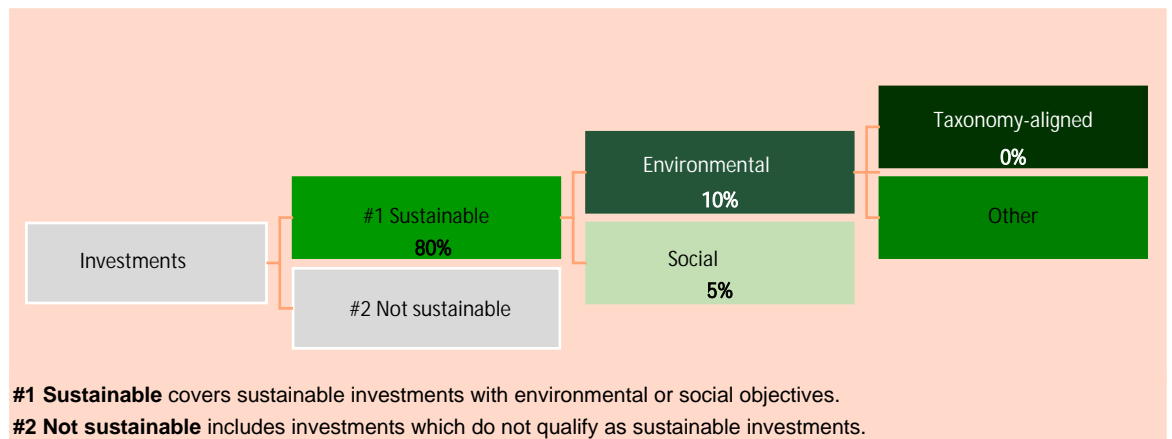 Taxonomy-aligned
0%
Environmental
10%
#1 Sustainable
80%
Other
Investments
Social
5%
#2 Not sustainable
#1 Sustainable covers sustainable investments with environmental or social objectives.
#2 Not sustainable includes investments which do not qualify as sustainable investments.